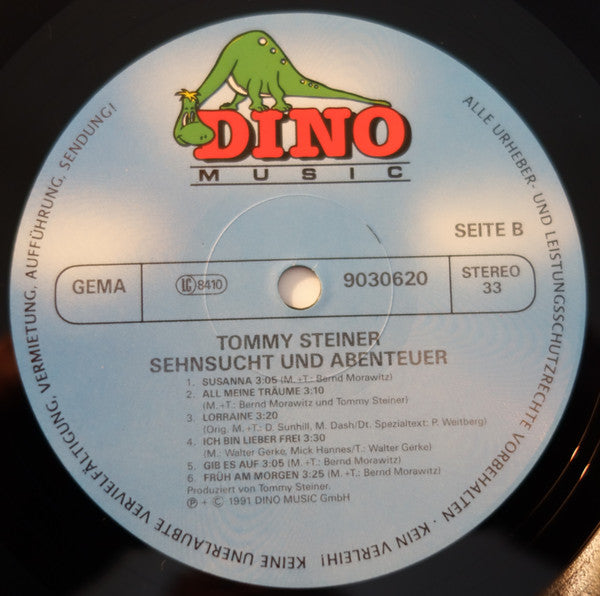 DINO
MUSIC
SEITE B
GEMA
LC 8410
9030620
STEREO
33
TOMMY STEINER
SEHNSUCHT UND ABENTEUER
1. SUSANNA 3:05 (M.+T.: Bernd Morawitz)
2. ALL MEINE TRÄUME 3:10
(M.+T.: Bernd Morawitz und Tommy Steiner)
3. LORRAINE 3:20
(Orig. M.+T.: D. Sunhill, M. Dash/Dt. Spezialtext: P. Weitberg)
4. ICH BIN LIEBER FREI 3:30
(M.: Walter Gerke, Mick Hannes/T.: Walter Gerke)
5. GIB ES AUF 3:05 (M.+T.: Bernd Morawitz)
6. FRÜH AM MORGEN 3:25 (M.+T.: Bernd Morawitz)
Produziert von Tommy Steiner.
℗ + © 1991 DINO MUSIC GmbH
ALLE URHEBER- UND LEISTUNGSSCHUTZRECHTE VORBEHALTEN · KEIN VERLEIH! KEINE UNERLAUBTE VERVIELFÄLTIGUNG, VERMIETUNG, AUFFÜHRUNG, SENDUNG!